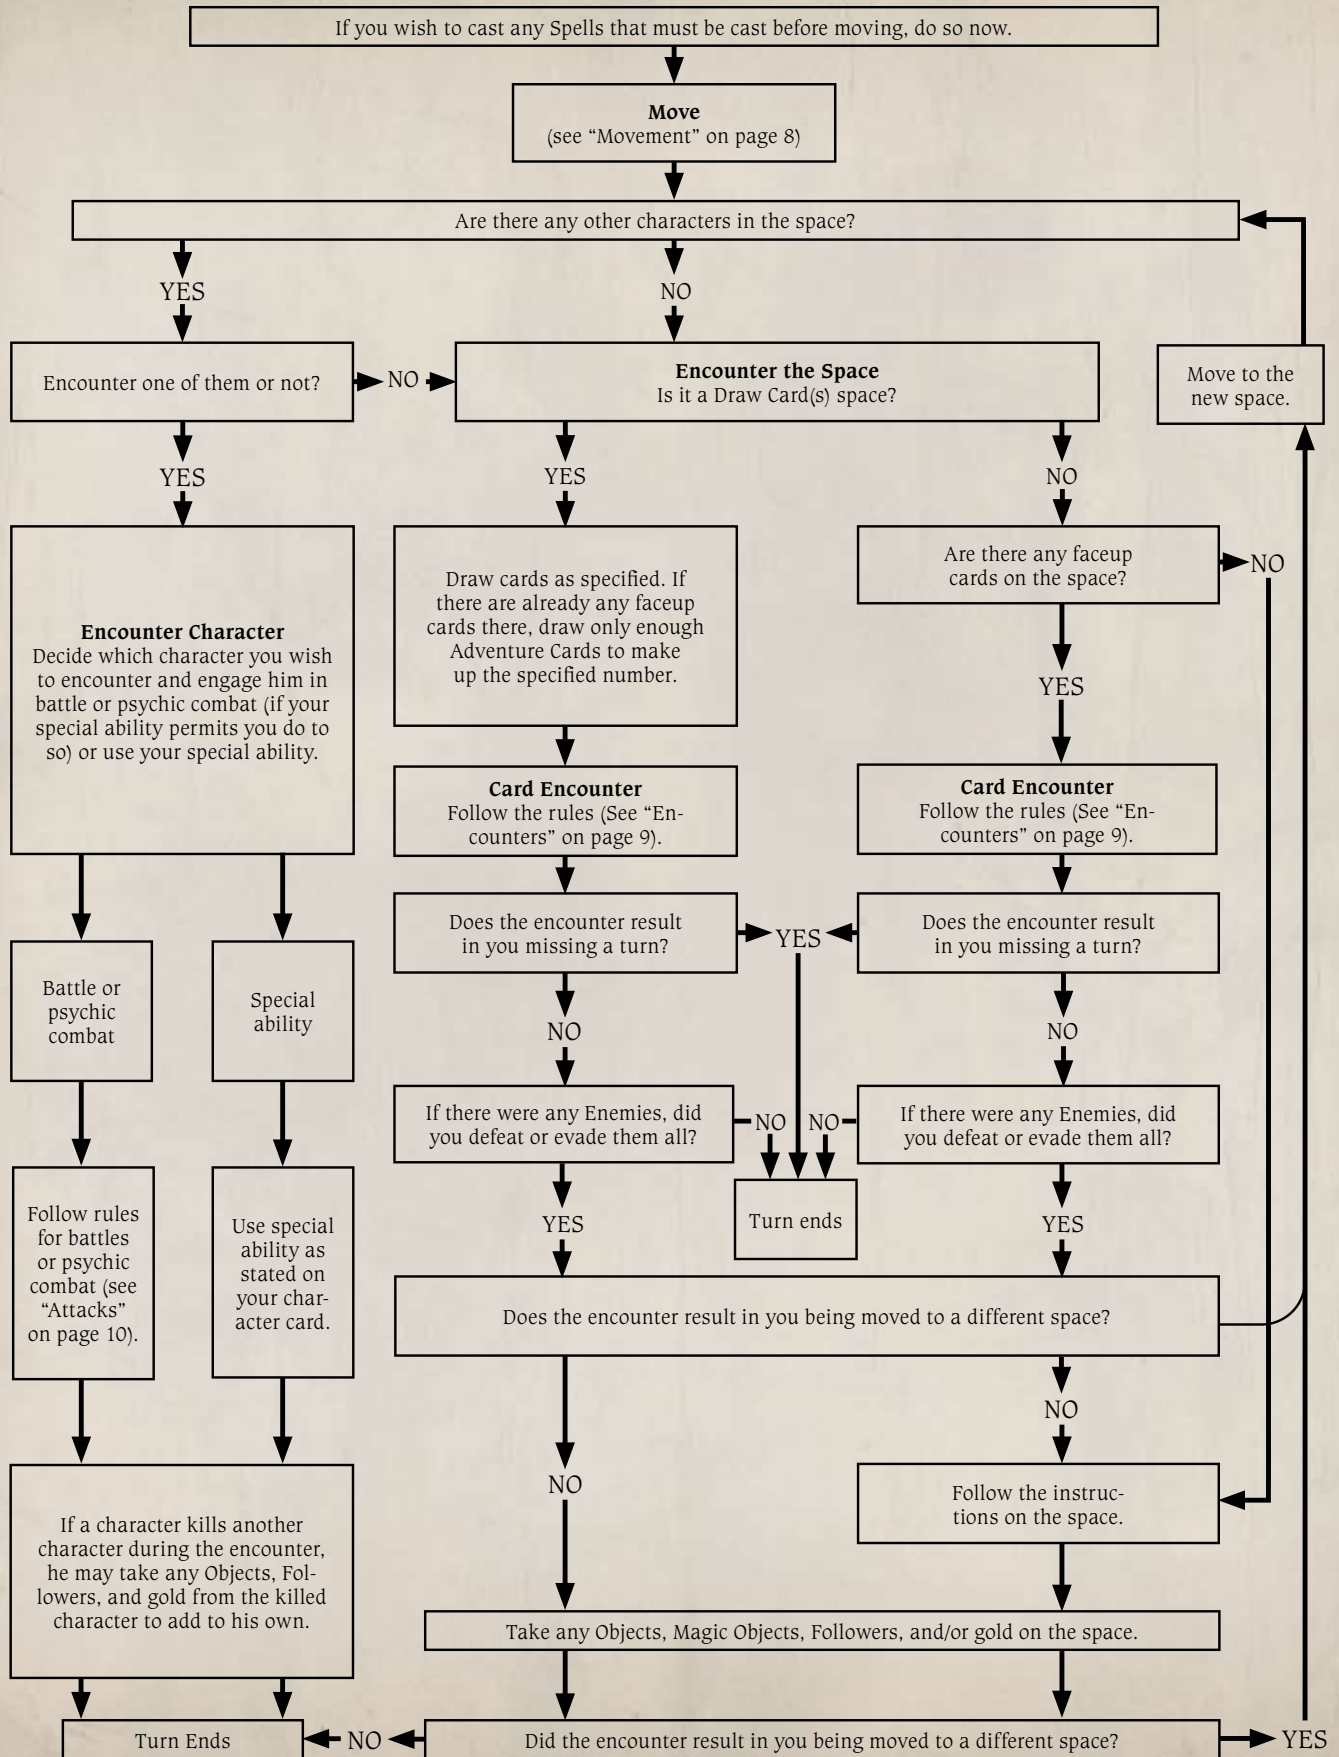 If you wish to cast any Spells that must be cast before moving, do so now.
Move
(see “Movement” on page 8)
Are there any other characters in the space?
YES
NO
Encounter one of them or not?
NO
Encounter the Space
Is it a Draw Card(s) space?
Move to the
new space.
YES
YES
NO
Encounter Character
Decide which character you wish
to encounter and engage him in
battle or psychic combat (if your
special ability permits you do to
so) or use your special ability.
Draw cards as specified. If
there are already any faceup
cards there, draw only enough
Adventure Cards to make
up the specified number.
Are there any faceup
cards on the space?
NO
YES
Card Encounter
Follow the rules (See “En-
counters” on page 9).
Card Encounter
Follow the rules (See “En-
counters” on page 9).
Does the encounter result
in you missing a turn?
YES
Does the encounter result
in you missing a turn?
Battle or
psychic
combat
Special
ability
NO
NO
If there were any Enemies, did
you defeat or evade them all?
NO
NO
If there were any Enemies, did
you defeat or evade them all?
Follow rules
for battles
or psychic
combat (see
“Attacks”
on page 10).
Use special
ability as
stated on
your char-
acter card.
YES
Turn ends
YES
Does the encounter result in you being moved to a different space?
NO
NO
Follow the instruc-
tions on the space.
If a character kills another
character during the encounter,
he may take any Objects, Fol-
lowers, and gold from the killed
character to add to his own.
Take any Objects, Magic Objects, Followers, and/or gold on the space.
Turn Ends
NO
Did the encounter result in you being moved to a different space?
YES